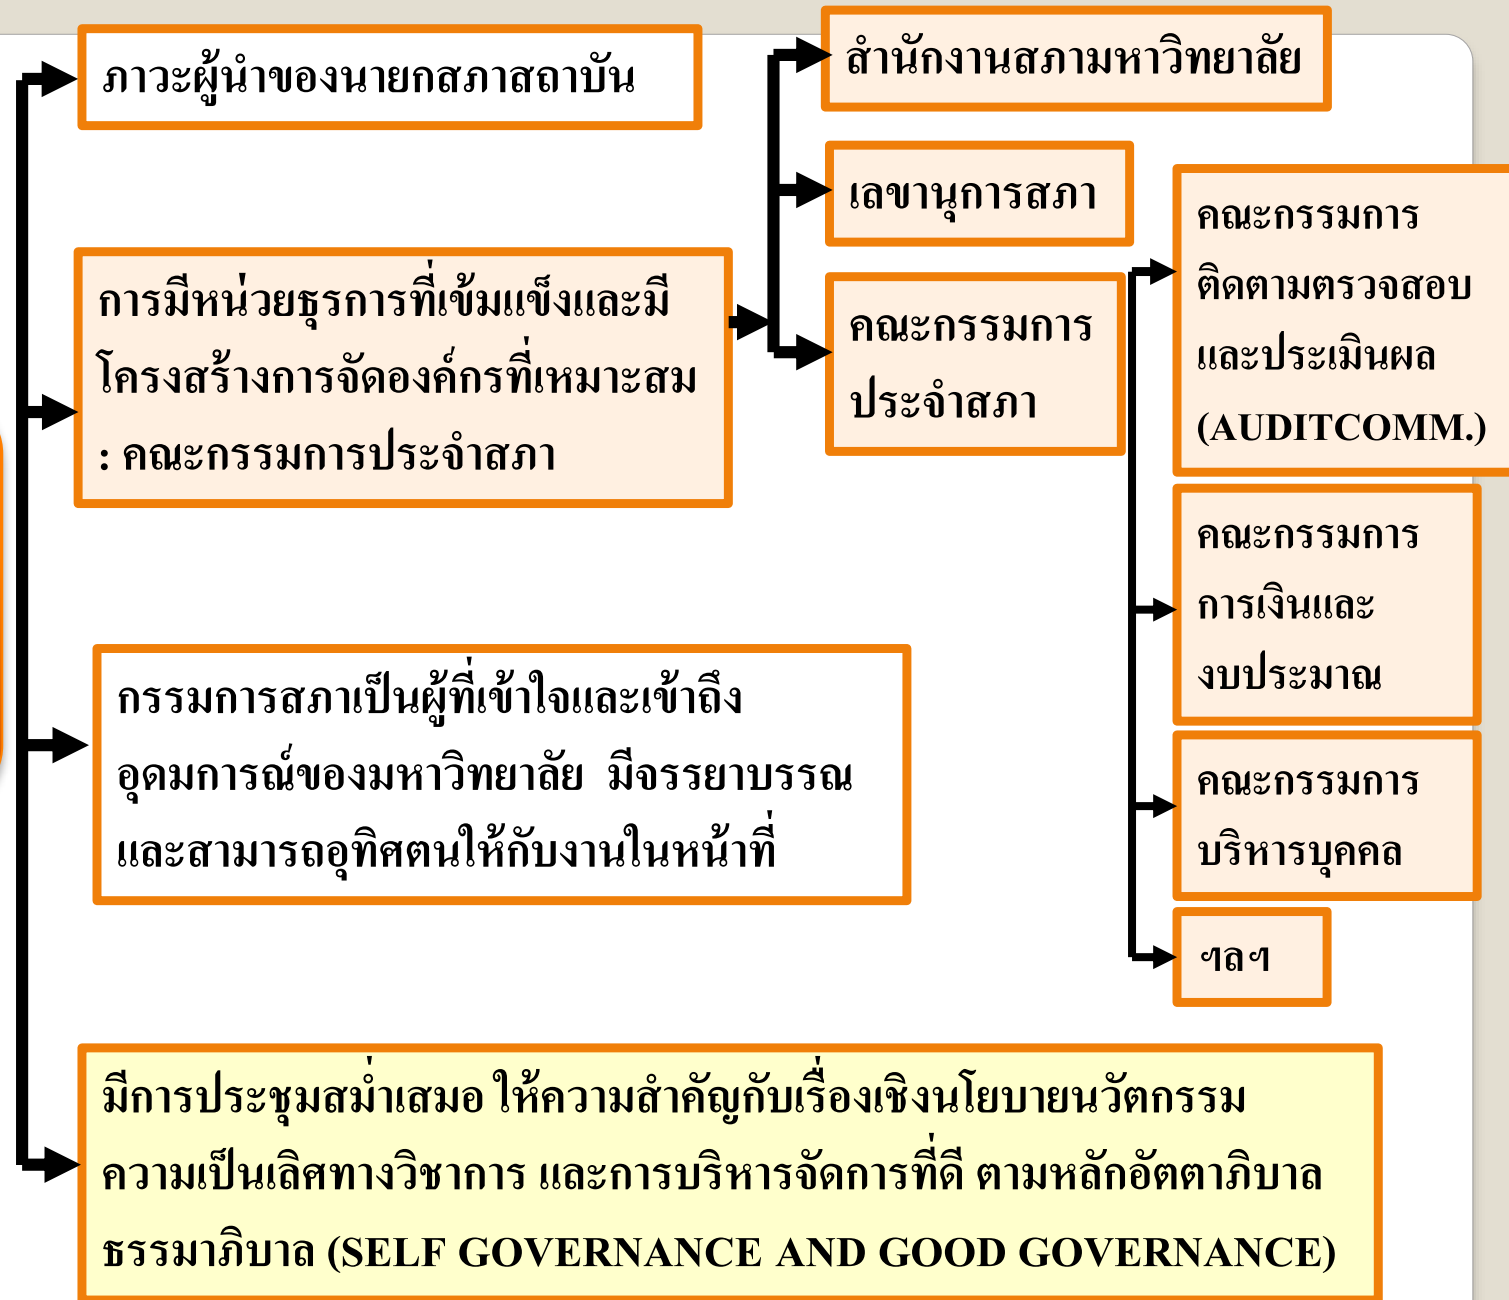 ภาวะผู้นำของนายกสภาสถาบัน
สำนักงานสภามหาวิทยาลัย
เลขานุการสภา
การมีหน่วยธุรการที่เข้มแข็งและมี
โครงสร้างการจัดองค์กรที่เหมาะสม
: คณะกรรมการประจำสภา
คณะกรรมการ
ประจำสภา
คณะกรรมการ
ติดตามตรวจสอบ
และประเมินผล
(AUDITCOMM.)
คณะกรรมการ
การเงินและ
งบประมาณ
คณะกรรมการ
บริหารบุคคล
ฯลฯ
กรรมการสภาเป็นผู้ที่เข้าใจและเข้าถึง
อุดมการณ์ของมหาวิทยาลัย มีจรรยาบรรณ
และสามารถอุทิศตนให้กับงานในหน้าที่
มีการประชุมสม่ำเสมอ ให้ความสำคัญกับเรื่องเชิงนโยบายนวัตกรรม
ความเป็นเลิศทางวิชาการ และการบริหารจัดการที่ดี ตามหลักอัตตาภิบาล
ธรรมาภิบาล (SELF GOVERNANCE AND GOOD GOVERNANCE)